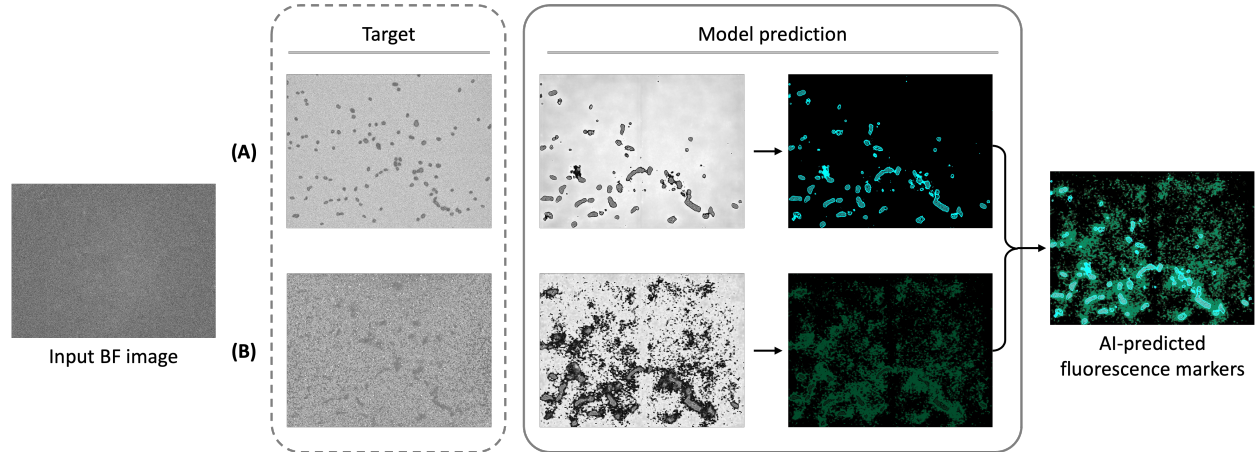 Target
Model prediction
(A)
Input BF image
(B)
AI-predicted
fluorescence markers